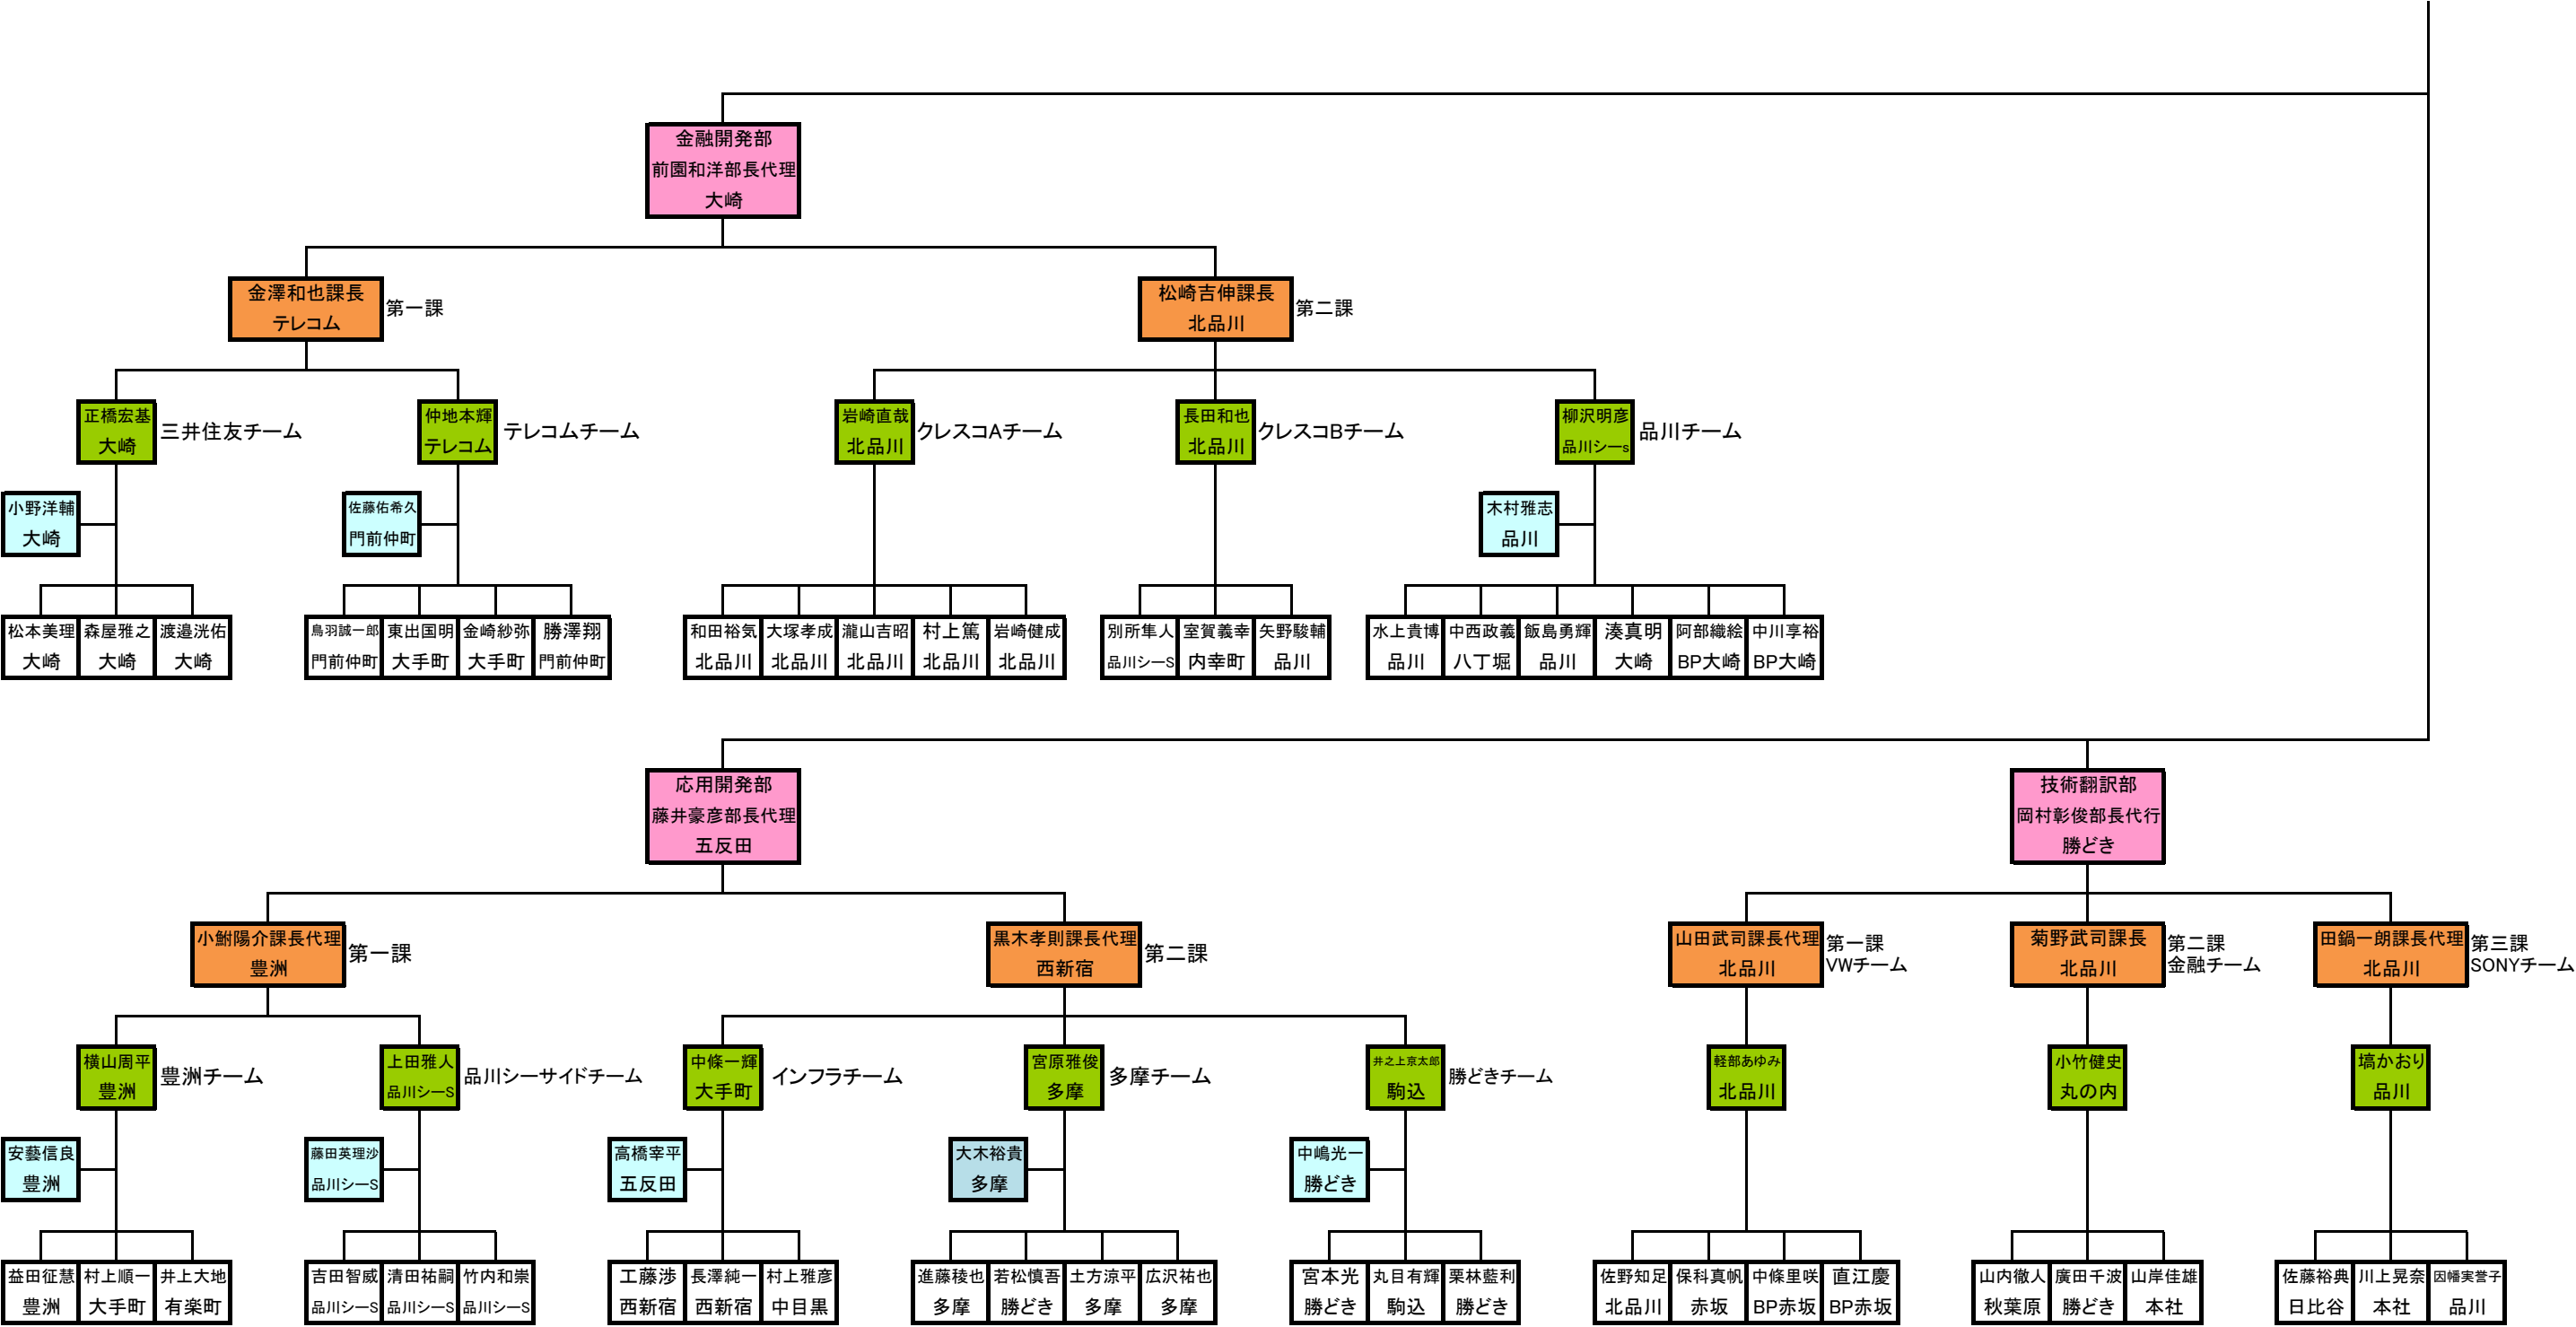 金融開発部
前園和洋部長代理
大崎
金澤和也課長
テレコム
第一課
松崎吉伸課長
北品川
第二課
正橋宏基
大崎
三井住友チーム
仲地本輝
テレコム
テレコムチーム
岩崎直哉
北品川
クレスコAチーム
長田和也
北品川
クレスコBチーム
柳沢明彦
品川シーs
品川チーム
小野洋輔
大崎
佐藤佑希久
門前仲町
木村雅志
品川
松本美理
大崎
森屋雅之
大崎
渡邉洸佑
大崎
鳥羽誠一郎
門前仲町
東出国明
大手町
金崎紗弥
大手町
勝澤翔
門前仲町
和田裕気
北品川
大塚孝成
北品川
瀧山吉昭
北品川
村上篤
北品川
岩崎健成
北品川
別所隼人
品川シーS
室賀義幸
内幸町
矢野駿輔
品川
水上貴博
品川
中西政義
八丁堀
飯島勇輝
品川
湊真明
大崎
阿部織絵
BP大崎
中川享裕
BP大崎
応用開発部
藤井豪彦部長代理
五反田
技術翻訳部
岡村彰俊部長代行
勝どき
小鮒陽介課長代理
豊洲
第一課
黒木孝則課長代理
西新宿
第二課
山田武司課長代理
北品川
第一課
VWチーム
菊野武司課長
北品川
第二課
金融チーム
田鍋一朗課長代理
北品川
第三課
SONYチーム
横山周平
豊洲
豊洲チーム
上田雅人
品川シーS
品川シーサイドチーム
中條一輝
大手町
インフラチーム
宮原雅俊
多摩
多摩チーム
井之上京太郎
駒込
勝どきチーム
軽部あゆみ
北品川
小竹健史
丸の内
塙かおり
品川
安藝信良
豊洲
藤田英理沙
品川シーS
高橋宰平
五反田
大木裕貴
多摩
中嶋光一
勝どき
益田征慧
豊洲
村上順一
大手町
井上大地
有楽町
吉田智威
品川シーS
清田祐嗣
品川シーS
竹内和崇
品川シーS
工藤渉
西新宿
長澤純一
西新宿
村上雅彦
中目黒
進藤稜也
多摩
若松慎吾
勝どき
土方涼平
多摩
広沢祐也
多摩
宮本光
勝どき
丸目有輝
駒込
栗林藍利
勝どき
佐野知足
北品川
保科真帆
赤坂
中條里咲
BP赤坂
直江慶
BP赤坂
山内徹人
秋葉原
廣田千波
勝どき
山岸佳雄
本社
佐藤裕典
日比谷
川上晃奈
本社
因幡実誉子
品川